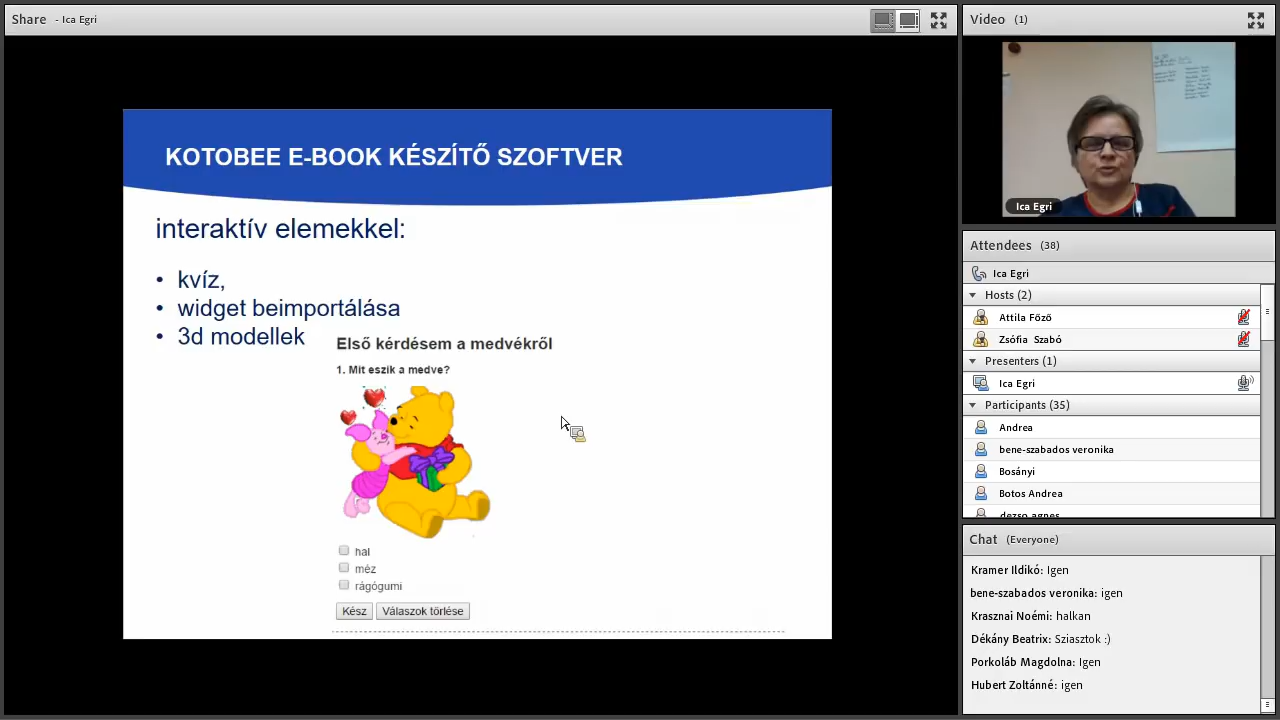 Share - Ica Egri
KOTOBEE E-BOOK KÉSZÍTŐ SZOFTVER
interaktív elemekkel:
• kvíz,
• widget beimportálása
• 3d modellek
Első kérdésem a medvékről
1. Mit eszik a medve?
hal
méz
rágógumi
Kész Válaszok törlése
Video (1)
Ica Egri
Attendees (38)
Ica Egri
Hosts (2)
Attila Főző
Zsófia Szabó
Presenters (1)
Ica Egri
Participants (35)
Andrea
bene-szabados veronika
Bosányi
Botos Andrea
dezso agnes
Chat (Everyone)
Kramer Ildikó: Igen
bene-szabados veronika: igen
Krasznai Noémi: halkan
Dékány Beatrix: Sziasztok :)
Porkoláb Magdolna: Igen
Hubert Zoltánné: igen